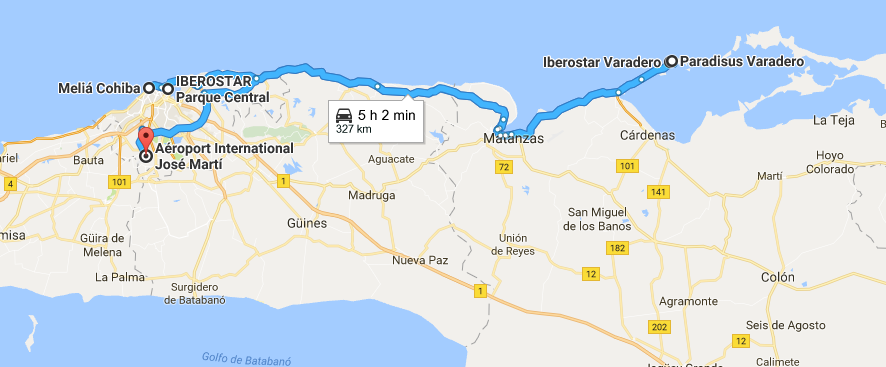 Iberostar Varadero
Paradisus Varadero
Meliá Cohiba
IBEROSTAR
Parque Central
5 h 2 min
327 km
La Teja
Matanzas
Cárdenas
Aéroport International
José Martí
ariel
Bauta
Aguacate
Hoyo
Colorado
72
101
Martí
4
101
1
141
Madruga
San Miguel
de los Banos
Güines
misa
Güira de
Melena
Unión
de Reyes
182
Nueva Paz
12
Colón
La Palma
Surgidero
de Batabanó
1
Agramonte
202
Seis de Agosto
12
Golfo de Batabanó
Calimete